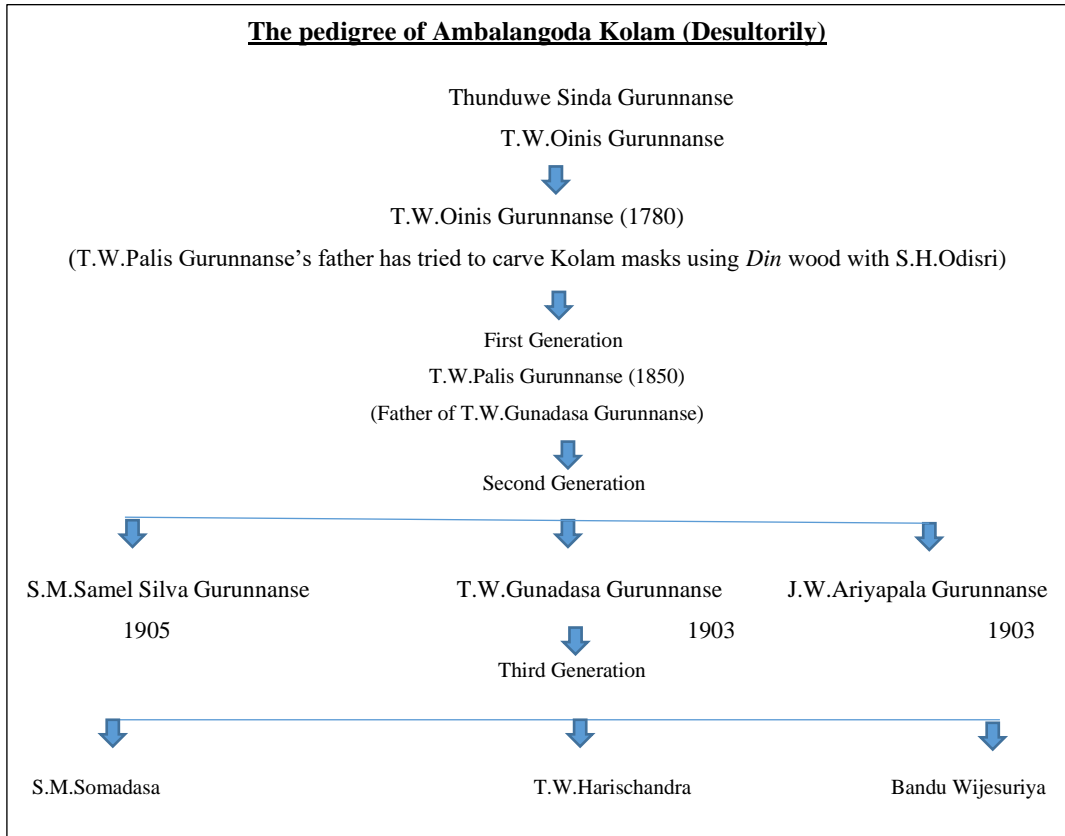 The pedigree of Ambalangoda Kolam (Desultorily)
Thunduwe Sinda Gurunnanse
T.W.Oinis Gurunnanse
T.W.Oinis Gurunnanse (1780)
(T.W.Palis Gurunnanse’s father has tried to carve Kolam masks using Din wood with S.H.Odisri)
First Generation
T.W.Palis Gurunnanse (1850)
(Father of T.W.Gunadasa Gurunnanse)
Second Generation
S.M.Samel Silva Gurunnanse T.W.Gunadasa Gurunnanse J.W.Ariyapala Gurunnanse
1905 1903 1903
Third Generation
S.M.Somadasa T.W.Harischandra Bandu Wijesuriya